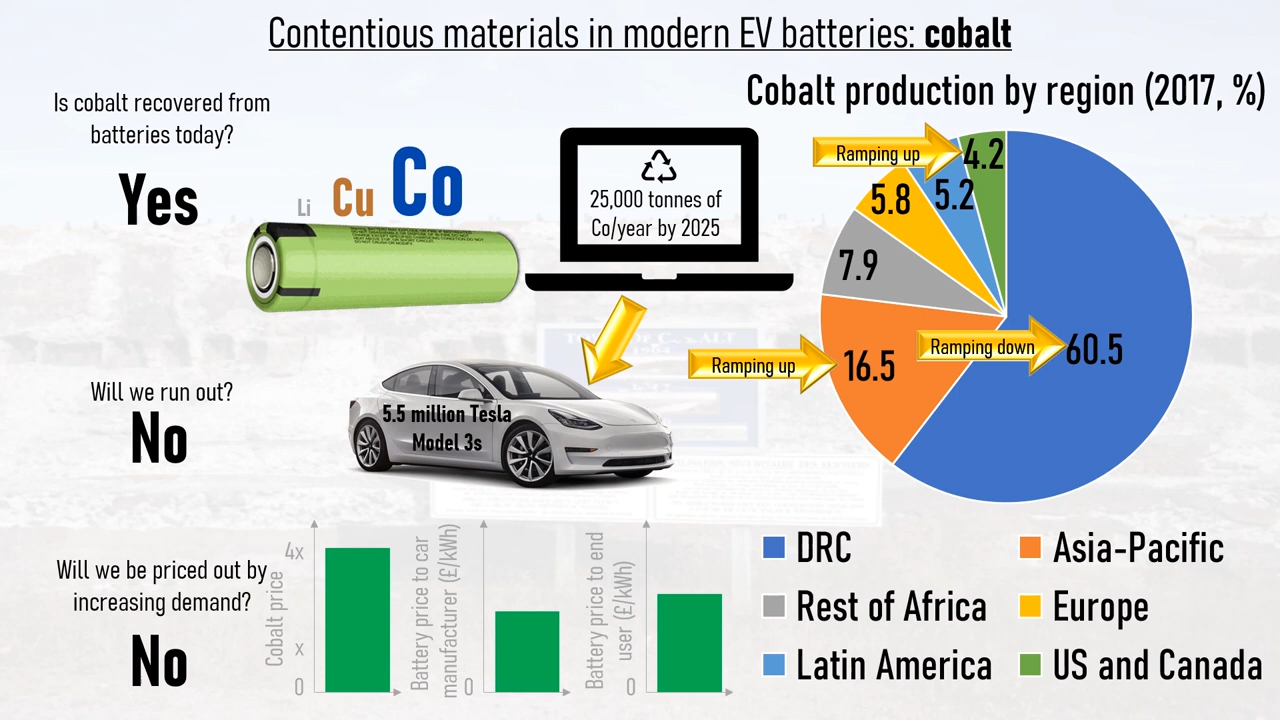 Contentious materials in modern EV batteries: cobalt
Is cobalt recovered from
batteries today?
Yes
Li
Cu
Co
25,000 tonnes of
Co/year by 2025
5.5 million Tesla
Model 3s
Will we run out?
No
Will we be priced out by
increasing demand?
No
Cobalt price
4x
x
0
Battery price to car
manufacturer (£/kWh)
0
Battery price to end
user (£/kWh)
0
Cobalt production by region (2017, %)
Ramping up
4.2
5.2
5.8
7.9
Ramping up
16.5
Ramping down
60.5
DRC
Asia-Pacific
Rest of Africa
Europe
Latin America
US and Canada